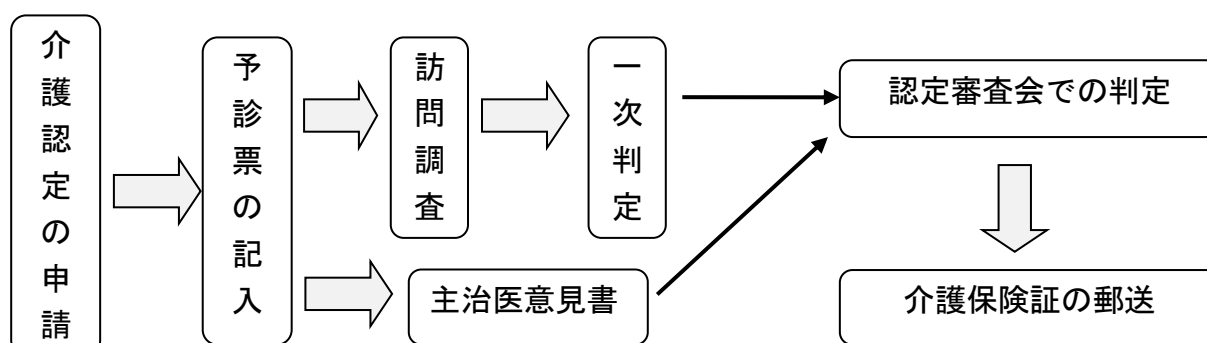 介護認定の申請
予診票の記入
訪問調査
一次判定
主治医意見書
認定審査会での判定
介護保険証の郵送